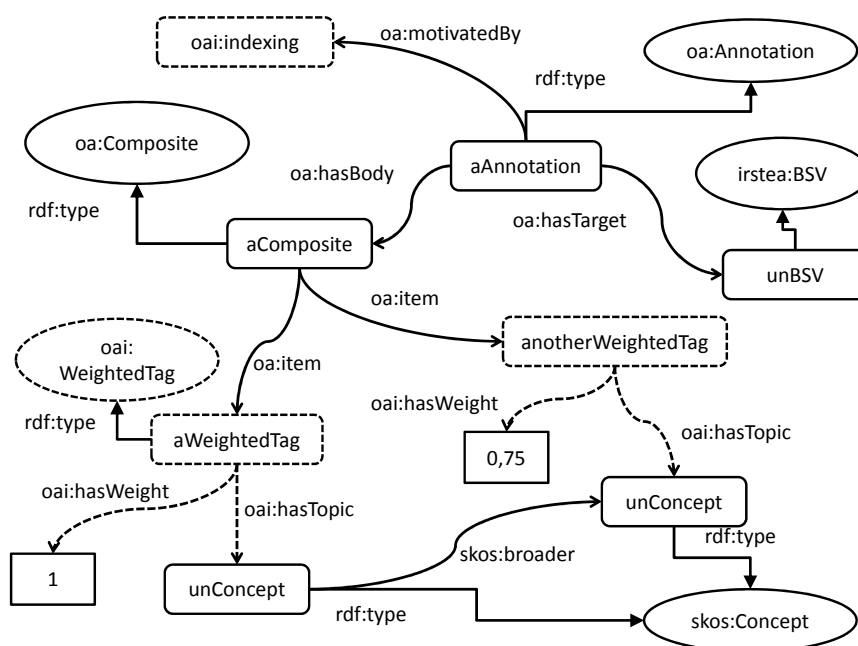 oai:indexing
oa:motivatedBy
oa:Annotation
rdf:type
oa:Composite
aAnnotation
irstea:BSV
oa:hasBody
rdf:type
oa:hasTarget
aComposite
unBSV
oa:item
oai:
WeightedTag
anotherWeightedTag
oa:item
oai:hasWeight
rdf:type
aWeightedTag
oai:hasTopic
0,75
oai:hasWeight
oai:hasTopic
unConcept
rdf:type
skos:broader
1
unConcept
rdf:type
skos:Concept